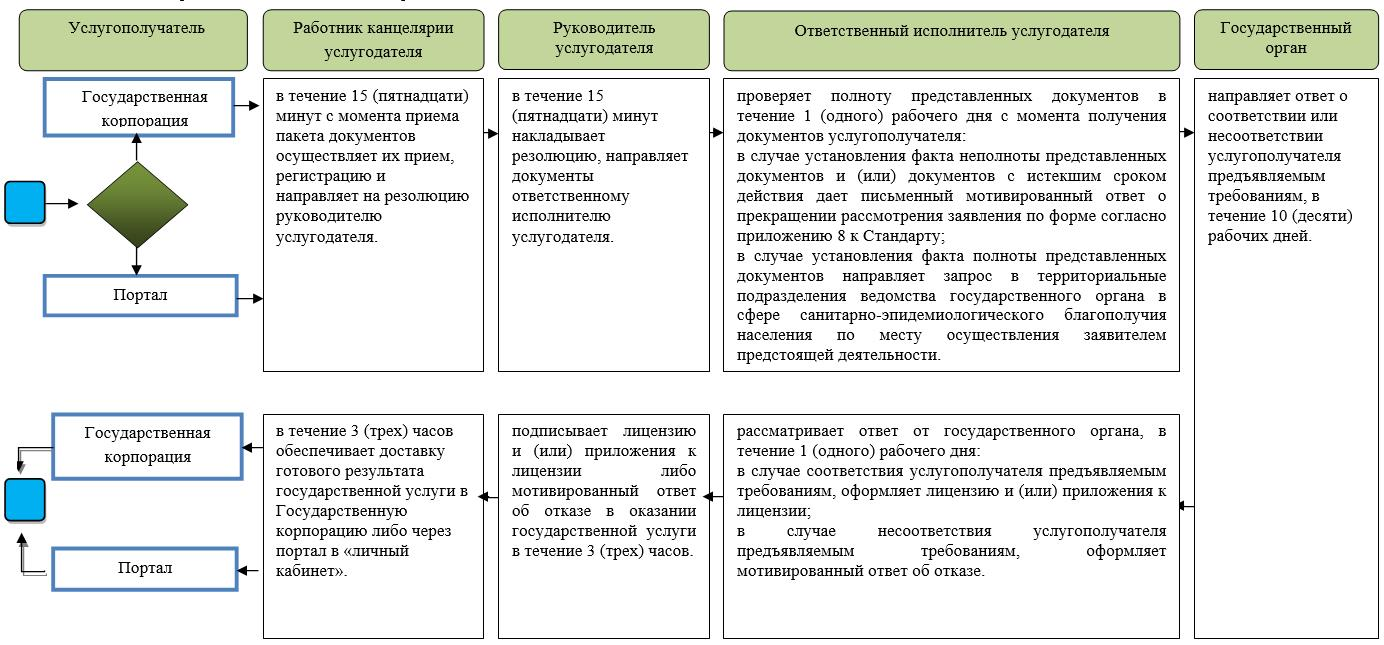 Услугополучатель
Работник канцелярии
услугодателя
Руководитель
услугодателя
Ответственный исполнитель услугодателя
Государственный
орган
Государственная
корпорация
Портал
в течение 15 (пятнадцати)
минут с момента приема
пакета документов
осуществляет их прием,
регистрацию и
направляет на резолюцию
руководителю
услугодателя.
в течение 15
(пятнадцати) минут
накладывает
резолюцию, направляет
документы
ответственному
исполнителю
услугодателя.
проверяет полноту представленных документов в
течение 1 (одного) рабочего дня с момента получения
документов услугополучателя:
в случае установления факта неполноты представленных
документов и (или) документов с истекшим сроком
действия дает письменный мотивированный ответ о
прекращении рассмотрения заявления по форме согласно
приложению 8 к Стандарту;
в случае установления факта полноты представленных
документов направляет запрос в территориальные
подразделения ведомства государственного органа в
сфере санитарно-эпидемиологического благополучия
населения по месту осуществления заявителем
предстоящей деятельности.
направляет ответ о
соответствии или
несоответствии
услугополучателя
предъявляемым
требованиям, в
течение 10 (десяти)
рабочих дней.
Государственная
корпорация
Портал
в течение 3 (трех) часов
обеспечивает доставку
готового результата
государственной услуги в
Государственную
корпорацию либо через
портал в «личный
кабинет».
подписывает лицензию
и (или) приложения к
лицензии либо
мотивированный ответ
об отказе в оказании
государственной услуги
в течение 3 (трех) часов.
рассматривает ответ от государственного органа, в
течение 1 (одного) рабочего дня:
в случае соответствия услугополучателя предъявляемым
требованиям, оформляет лицензию и (или) приложения к
лицензии;
в случае несоответствия услугополучателя
предъявляемым требованиям, оформляет
мотивированный ответ об отказе.